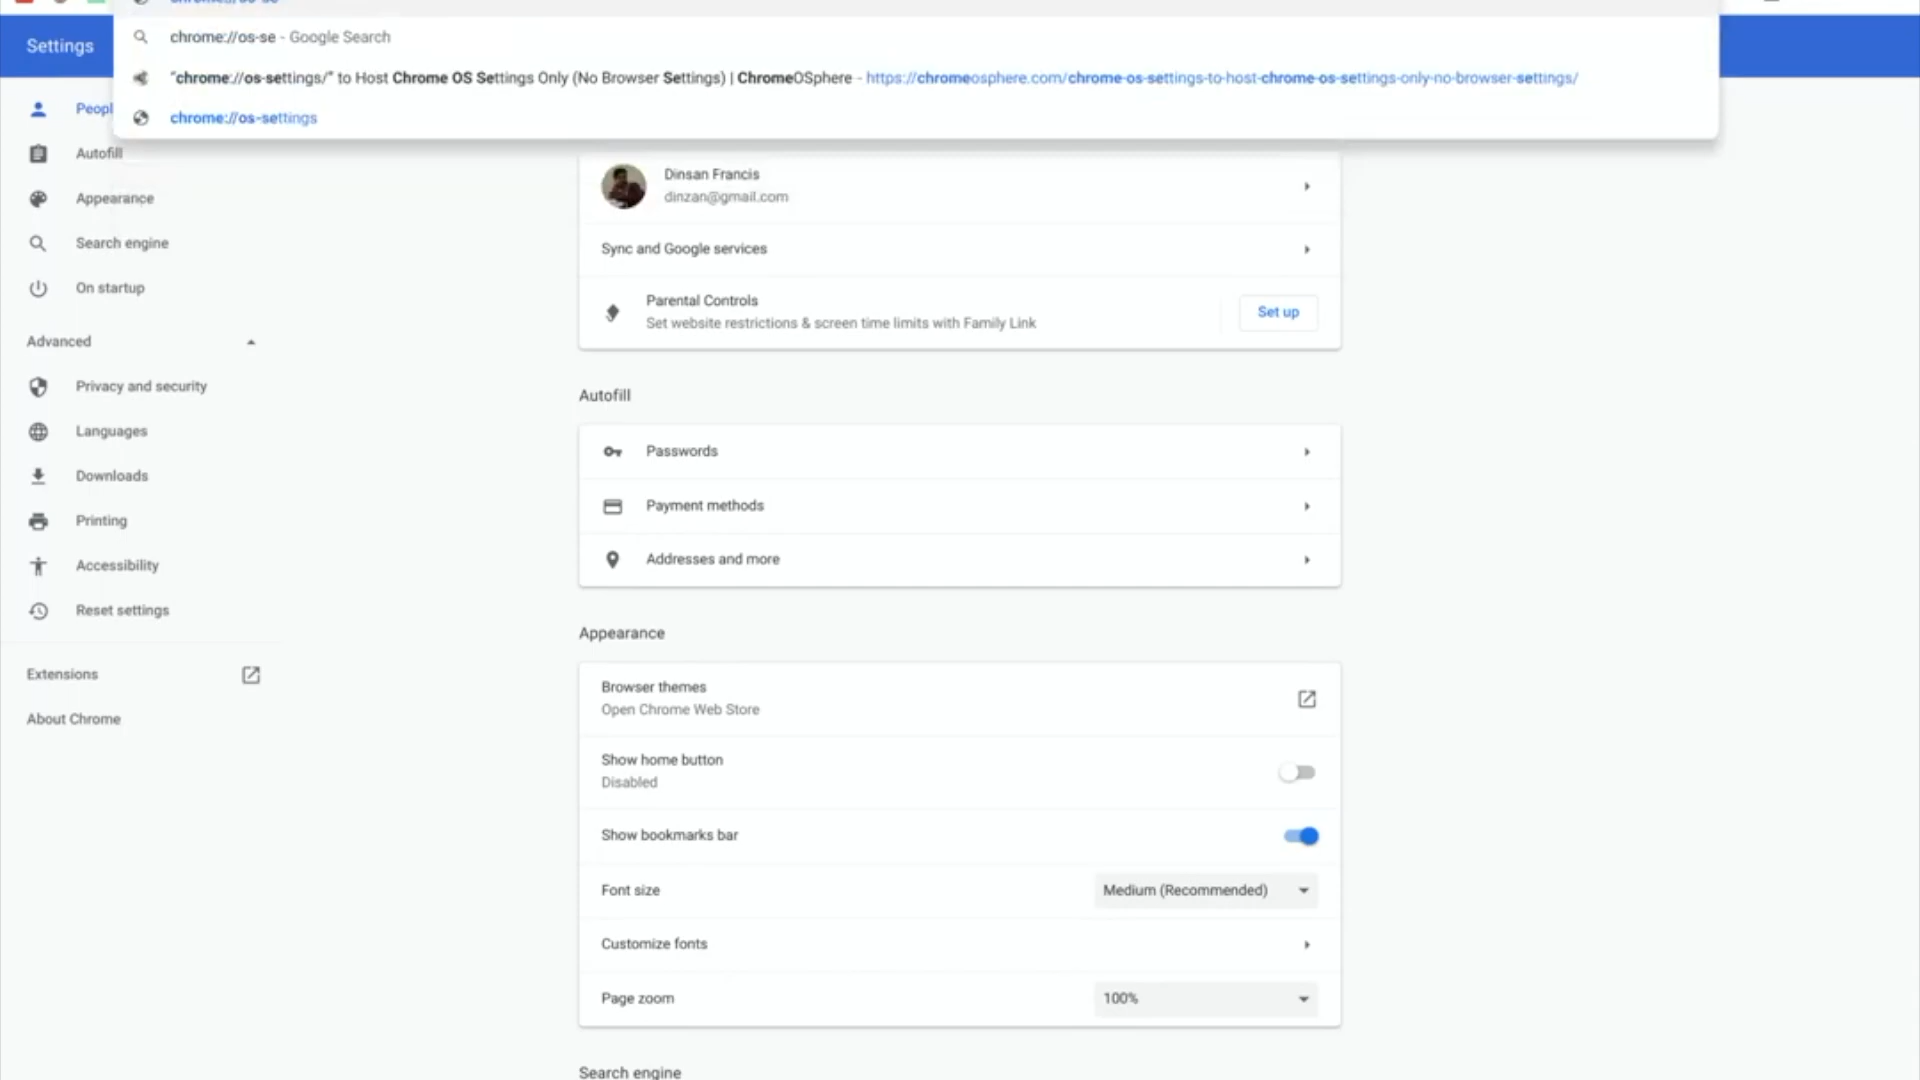 chrome://os-se - Google Search
"chrome://os-settings/" to Host Chrome OS Settings Only (No Browser Settings) | ChromeOSphere - https://chromeosphere.com/chrome-os-settings-to-host-chrome-os-settings-only-no-browser-settings/
chrome://os-settings
Settings
Autofill
Appearance
Search engine
On startup
Advanced
Privacy and security
Languages
Downloads
Printing
Accessibility
Reset settings
Extensions
About Chrome
Dinsan Francis
dinzan@gmail.com
Sync and Google services
Parental Controls
Set website restrictions & screen time limits with Family Link
Set up
Autofill
Passwords
Payment methods
Addresses and more
Appearance
Browser themes
Open Chrome Web Store
Show home button
Disabled
Show bookmarks bar
Font size
Medium (Recommended)
Customize fonts
Page zoom
100%
Search engine